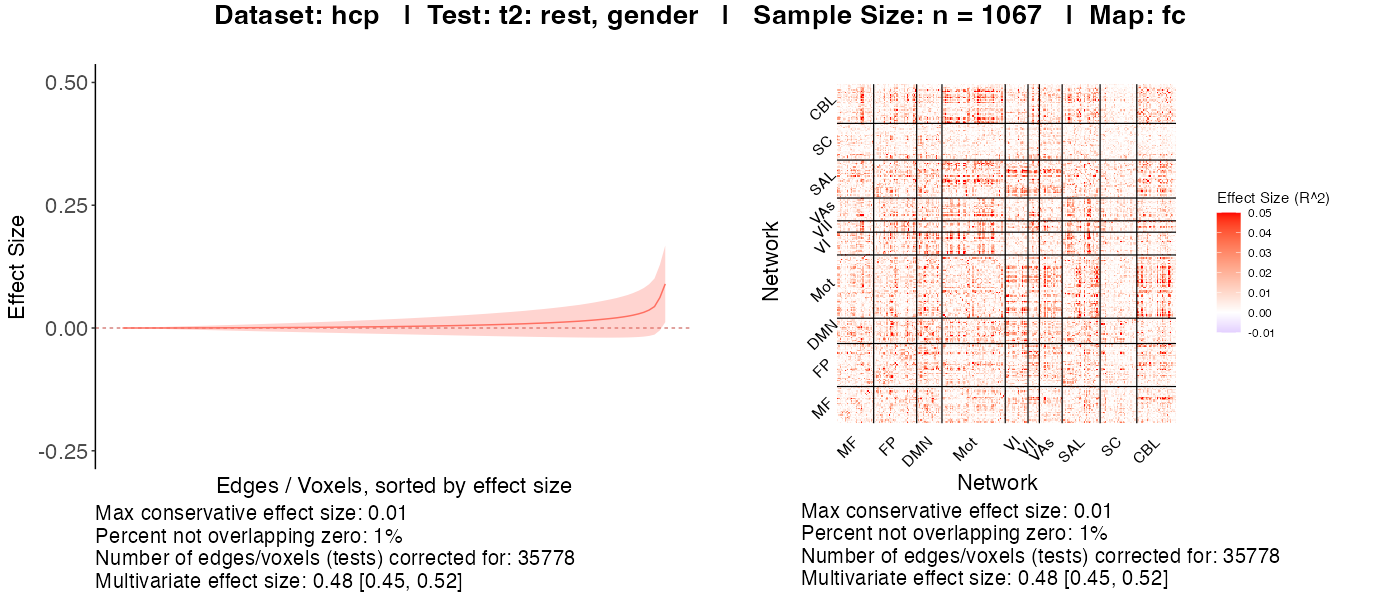 Dataset: hcp | Test: t2: rest, gender | Sample Size: n = 1067 | Map: fc
Effect Size
0.50
0.25
0.00
-0.25
Edges / Voxels, sorted by effect size
Max conservative effect size: 0.01
Percent not overlapping zero: 1%
Number of edges/voxels (tests) corrected for: 35778
Multivariate effect size: 0.48 [0.45, 0.52]
Network
CBL
SC
SAL
VAs
VII
VI
Mot
DMN
FP
MF
MF FP DMN Mot VI VII VAs SAL SC CBL
Network
Effect Size (R^2)
0.05
0.04
0.03
0.02
0.01
0.00
-0.01
Max conservative effect size: 0.01
Percent not overlapping zero: 1%
Number of edges/voxels (tests) corrected for: 35778
Multivariate effect size: 0.48 [0.45, 0.52]